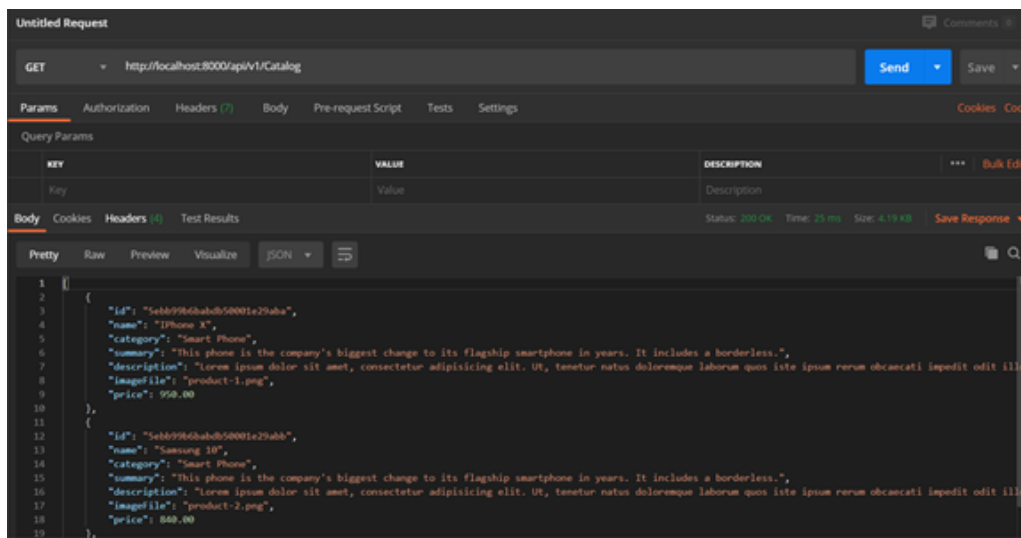 Untitled Request
Comments 0
GET http://localhost:8000/api/v1/Catalog Send Save
Params Authorization Headers (7) Body Pre-request Script Tests Settings Cookies Coo
Query Params
KEY VALUE DESCRIPTION ••• Bulk Edi
Key Value Description
Body Cookies Headers (4) Test Results Status: 200 OK Time: 25 ms Size: 4.19 KB Save Response
Pretty Raw Preview Visualize JSON
1 [
2 {
3 "id": "5ebb99b6babdb50001e29aba",
4 "name": "IPhone X",
5 "category": "Smart Phone",
6 "summary": "This phone is the company's biggest change to its flagship smartphone in years. It includes a borderless.",
7 "description": "Lorem ipsum dolor sit amet, consectetur adipisicing elit. Ut, tenetur natus doloremque laborum quos iste ipsum rerum obcaecati impedit odit ill
8 "imageFile": "product-1.png",
9 "price": 950.00
10 },
11 {
12 "id": "5ebb99b6babdb50001e29abb",
13 "name": "Samsung 10",
14 "category": "Smart Phone",
15 "summary": "This phone is the company's biggest change to its flagship smartphone in years. It includes a borderless.",
16 "description": "Lorem ipsum dolor sit amet, consectetur adipisicing elit. Ut, tenetur natus doloremque laborum quos iste ipsum rerum obcaecati impedit odit ill
17 "imageFile": "product-2.png",
18 "price": 840.00
19 },